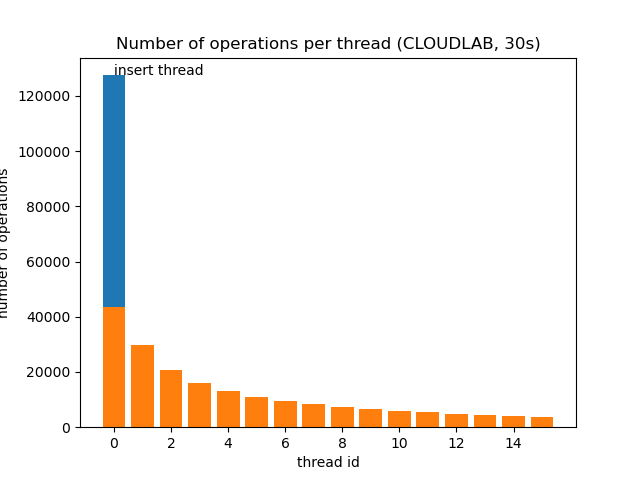 Number of operations per thread (CLOUDLAB, 30s)
insert thread
120000
100000
80000
60000
40000
20000
0
number of operations
0 2 4 6 8 10 12 14
thread id